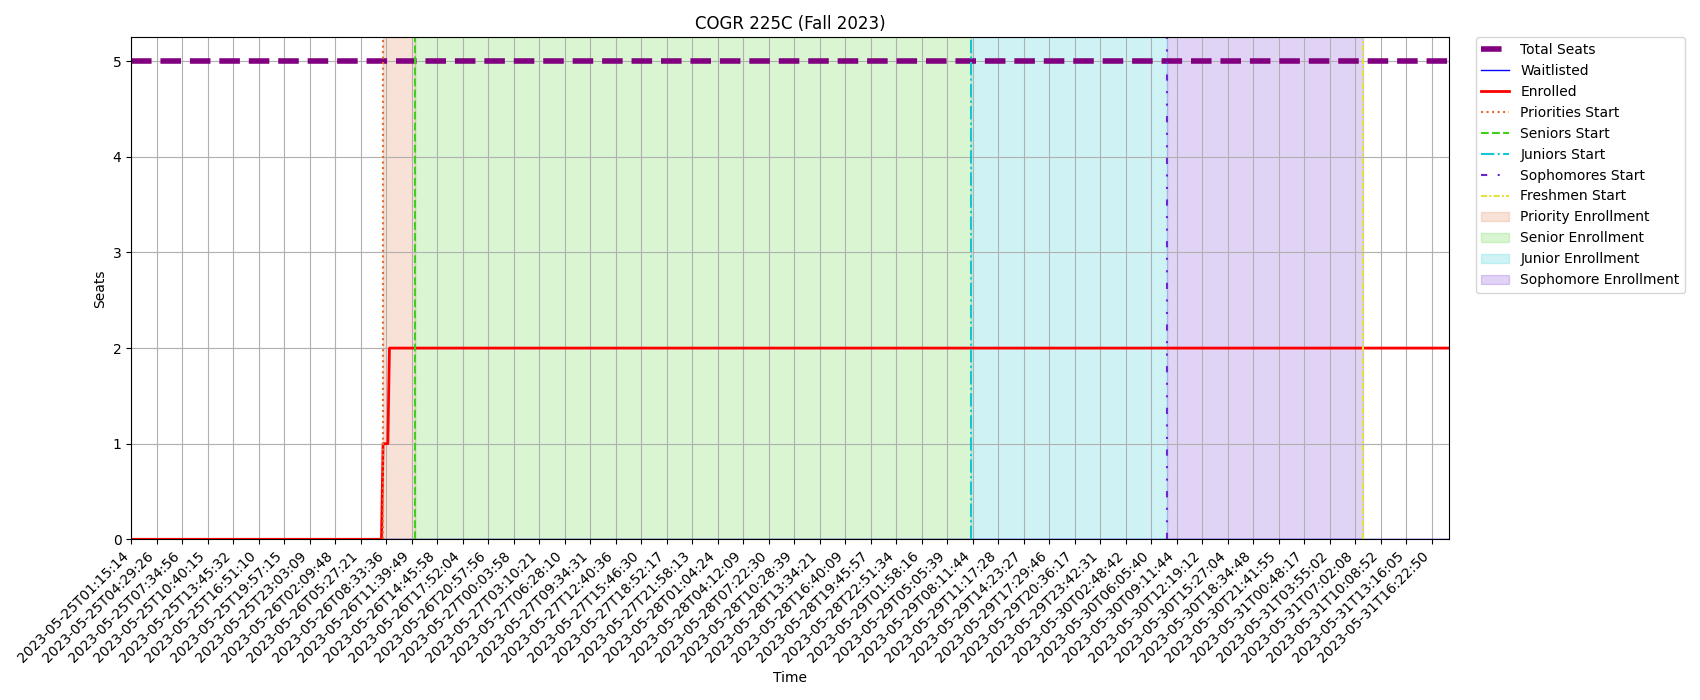 COGR 225C (Fall 2023)
Total Seats
Waitlisted
Enrolled
Priorities Start
Seniors Start
Juniors Start
Sophomores Start
Freshmen Start
Priority Enrollment
Senior Enrollment
Junior Enrollment
Sophomore Enrollment
Seats
5
4
3
2
1
0
2023-05-25T01:15:14
2023-05-25T04:29:26
2023-05-25T07:34:56
2023-05-25T10:40:15
2023-05-25T13:45:32
2023-05-25T16:51:10
2023-05-25T19:57:15
2023-05-25T23:03:09
2023-05-26T02:09:48
2023-05-26T05:27:21
2023-05-26T08:33:36
2023-05-26T11:39:49
2023-05-26T14:45:58
2023-05-26T17:52:04
2023-05-26T20:57:56
2023-05-27T00:03:58
2023-05-27T03:10:21
2023-05-27T06:28:10
2023-05-27T09:34:31
2023-05-27T12:40:36
2023-05-27T15:46:30
2023-05-27T18:52:17
2023-05-27T21:58:13
2023-05-28T01:04:24
2023-05-28T04:12:09
2023-05-28T07:22:30
2023-05-28T10:28:39
2023-05-28T13:34:21
2023-05-28T16:40:09
2023-05-28T19:45:57
2023-05-28T22:51:34
2023-05-29T01:58:16
2023-05-29T05:05:39
2023-05-29T08:11:44
2023-05-29T11:17:28
2023-05-29T14:23:27
2023-05-29T17:29:46
2023-05-29T20:36:17
2023-05-29T23:42:31
2023-05-30T02:48:42
2023-05-30T06:05:40
2023-05-30T09:11:44
2023-05-30T12:19:12
2023-05-30T15:27:04
2023-05-30T18:34:48
2023-05-30T21:41:55
2023-05-31T00:48:17
2023-05-31T03:55:02
2023-05-31T07:02:08
2023-05-31T10:08:52
2023-05-31T13:16:05
2023-05-31T16:22:50
Time